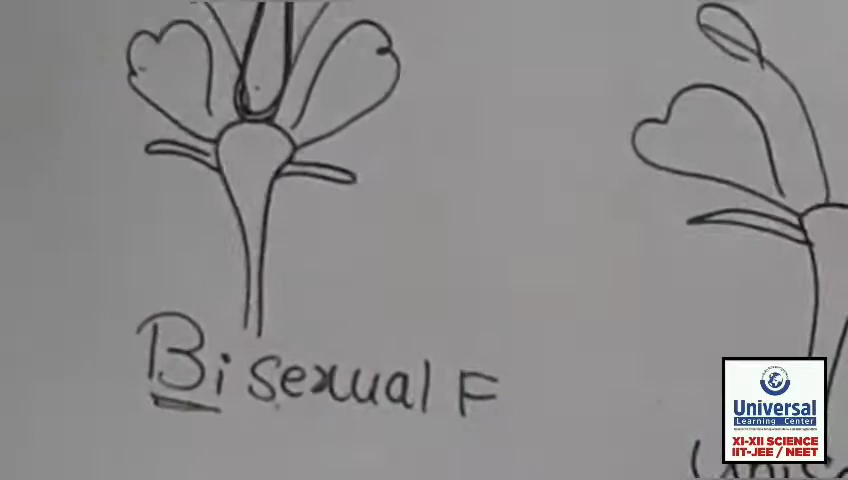 Bisexual F
Universal
Learning Center
XI-XII SCIENCE
IIT-JEE / NEET